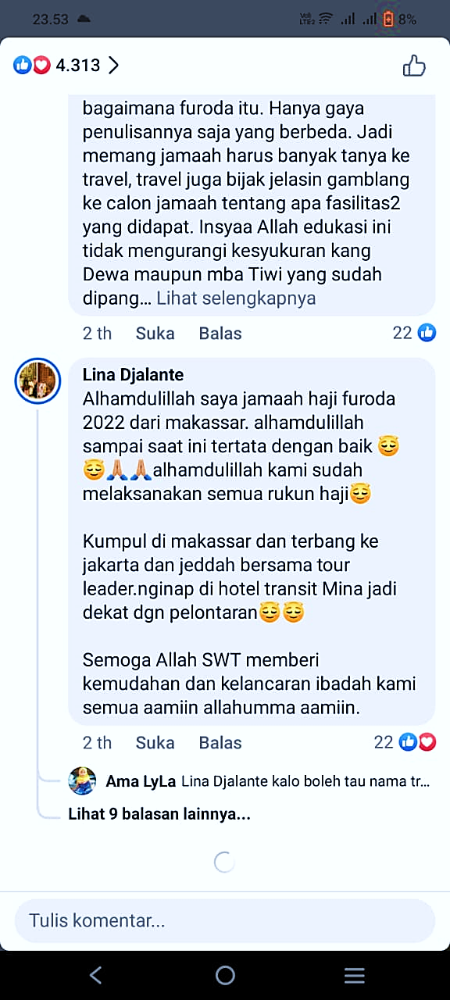 23.53
Vo) LTE2 8%
4.313
bagaimana furoda itu. Hanya gaya
penulisannya saja yang berbeda. Jadi
memang jamaah harus banyak tanya ke
travel, travel juga bijak jelasin gamblang
ke calon jamaah tentang apa fasilitas2
yang didapat. Insyaa Allah edukasi ini
tidak mengurangi kesyukuran kang
Dewa maupun mba Tiwi yang sudah
dipang... Lihat selengkapnya
2 th Suka Balas 22
Lina Djalante
Alhamdulillah saya jamaah haji furoda
2022 dari makassar. alhamdulillah
sampai saat ini tertata dengan baik 😌
😌🙏🏽🙏🏽alhamdulillah kami sudah
melaksanakan semua rukun haji😌
Kumpul di makassar dan terbang ke
jakarta dan jeddah bersama tour
leader.nginap di hotel transit Mina jadi
dekat dgn pelontaran😌😌
Semoga Allah SWT memberi
kemudahan dan kelancaran ibadah kami
semua aamiin allahumma aamiin.
2 th Suka Balas 22
Ama LyLa Lina Djalante kalo boleh tau nama tr...
Lihat 9 balasan lainnya...
Tulis komentar...